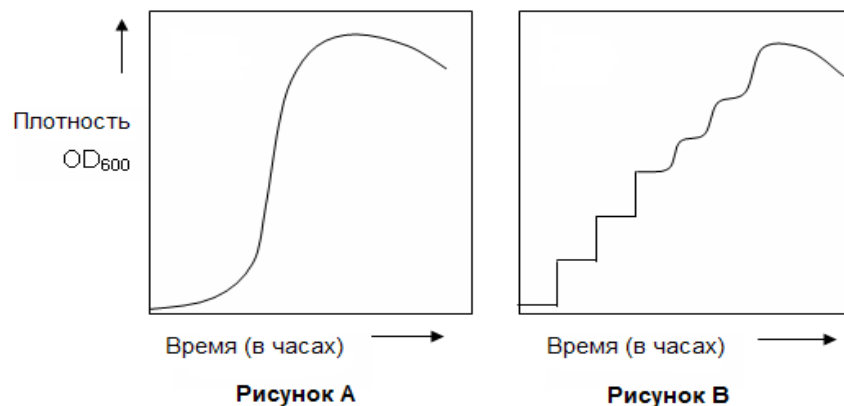 Плотность
OD₆₀₀
Время (в часах)
Время (в часах)
Рисунок А
Рисунок В